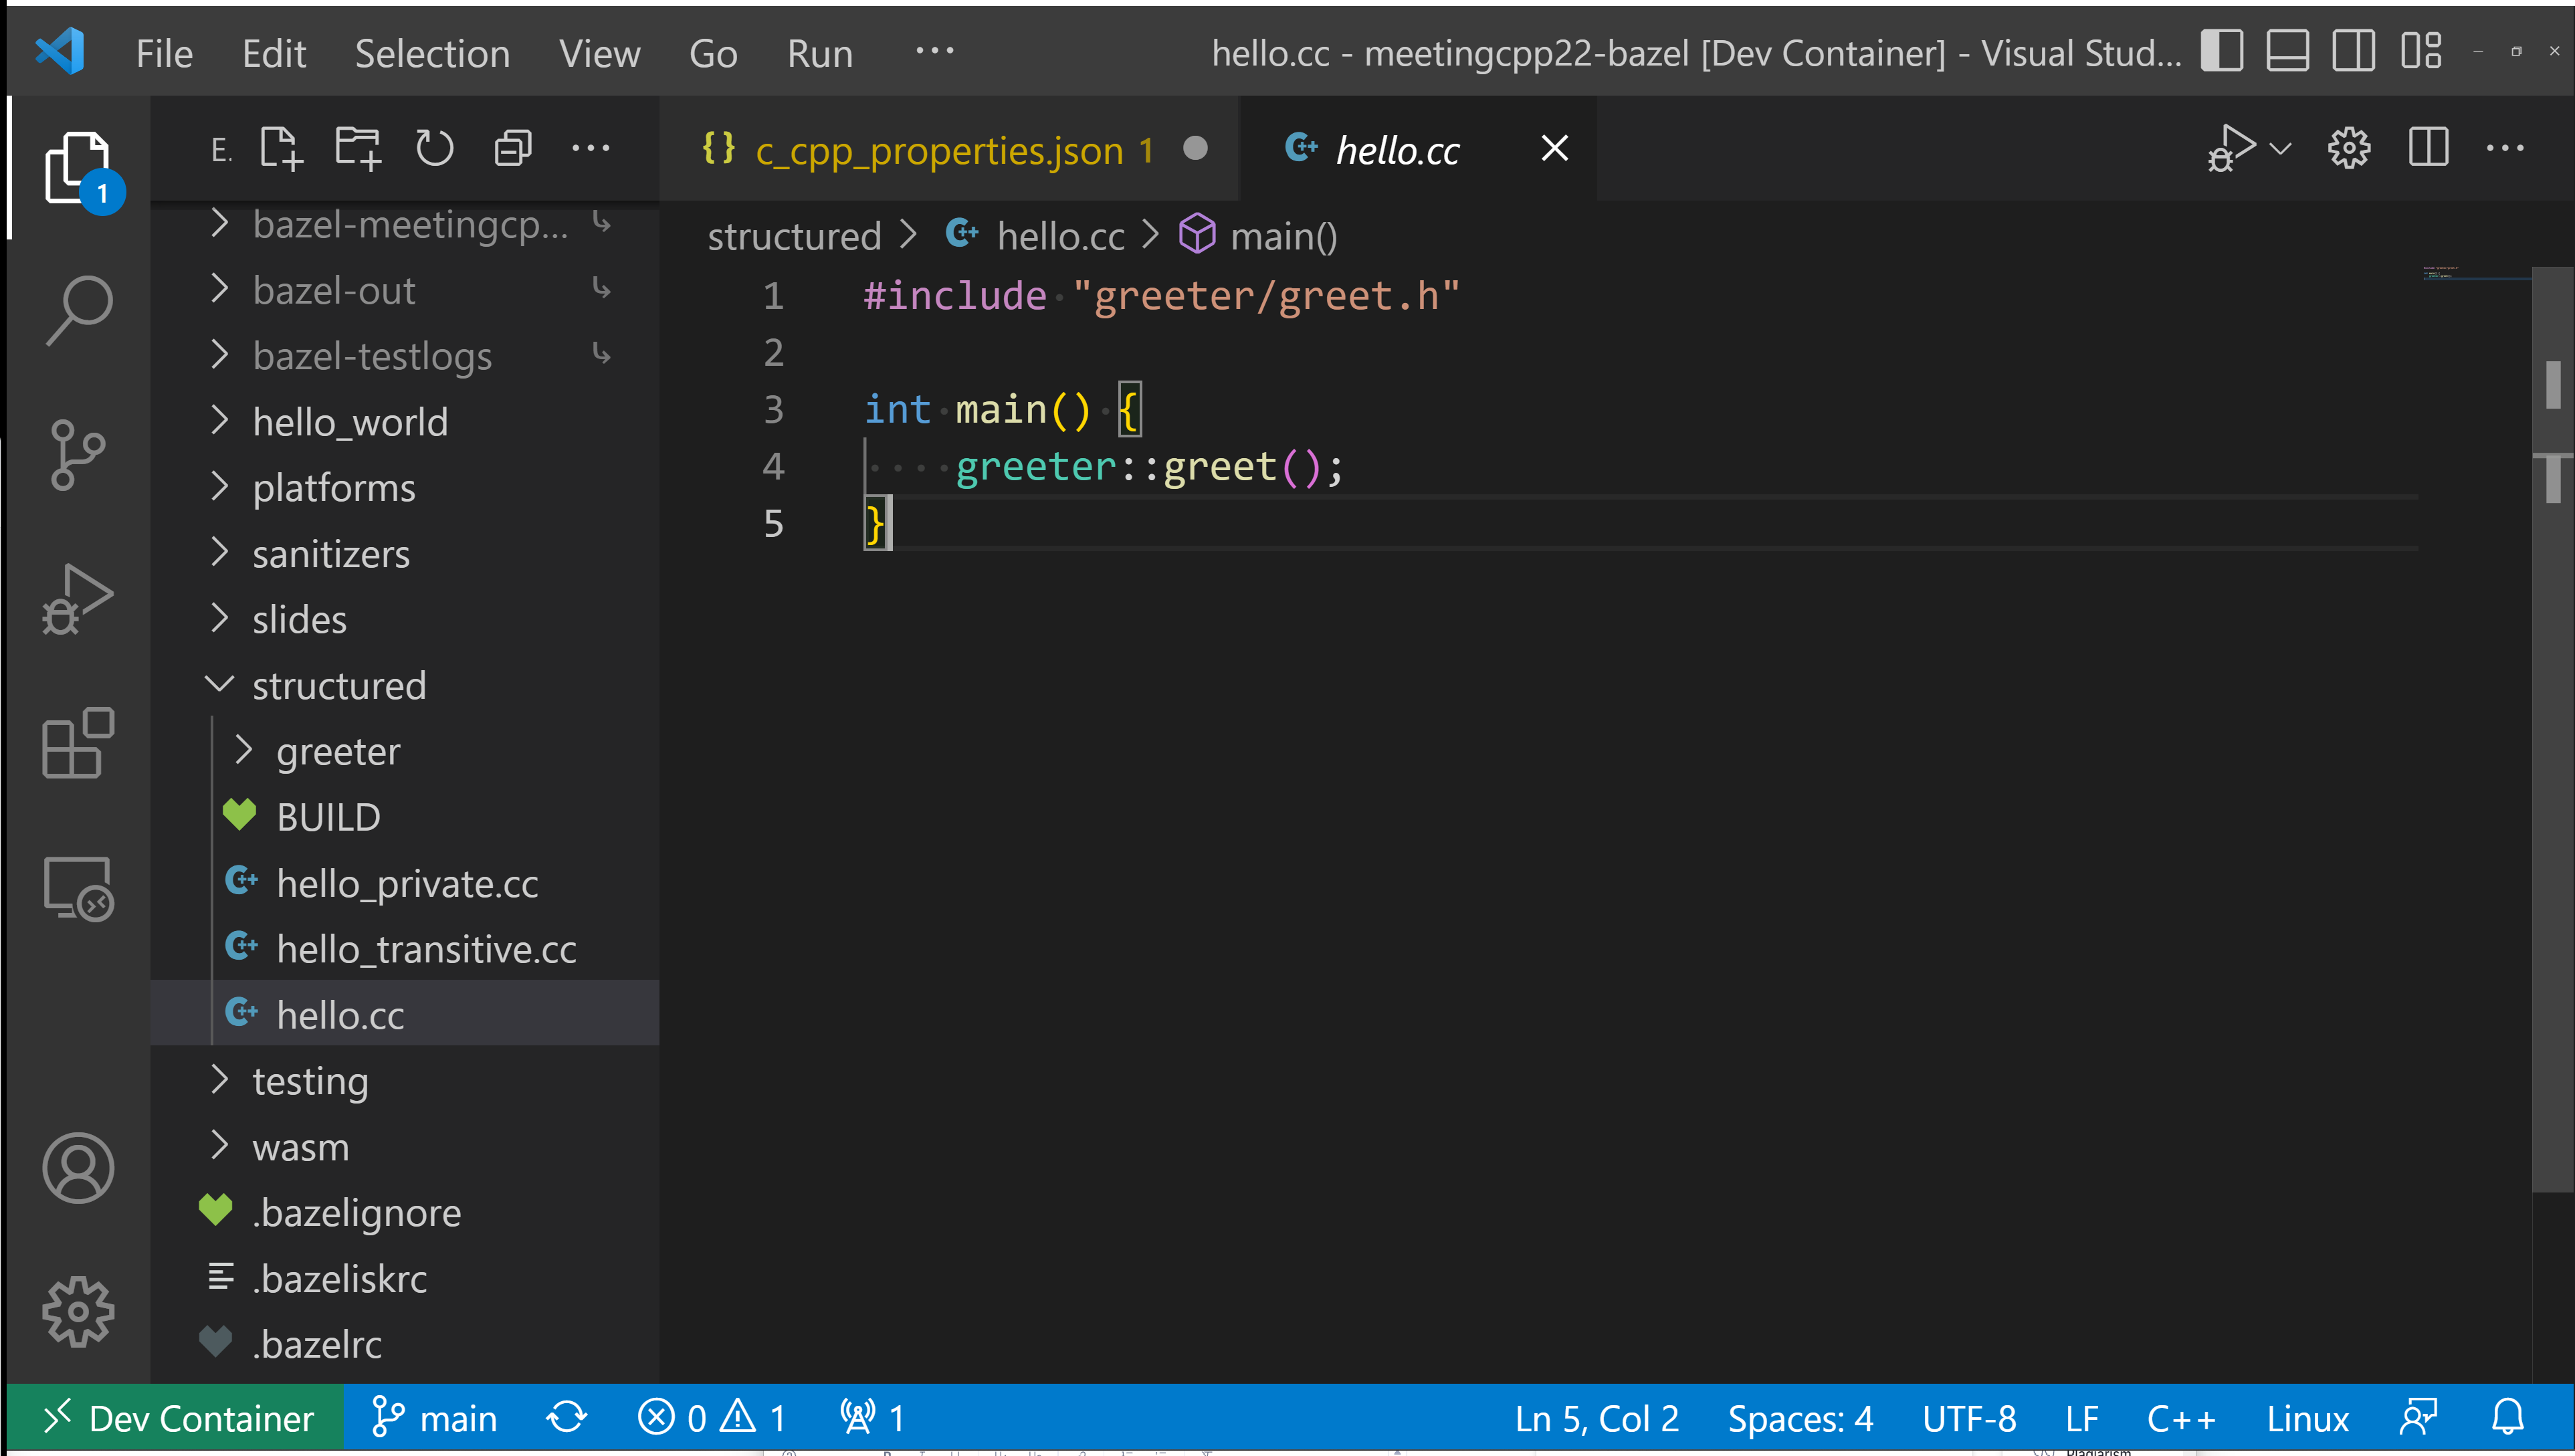 File Edit Selection View Go Run ···
hello.cc - meetingcpp22-bazel [Dev Container] - Visual Stud...
1
E.
bazel-meetingcp...
bazel-out
bazel-testlogs
hello_world
platforms
sanitizers
slides
structured
greeter
BUILD
hello_private.cc
hello_transitive.cc
hello.cc
testing
wasm
.bazelignore
.bazeliskrc
.bazelrc
{} c_cpp_properties.json 1
hello.cc
structured > hello.cc > main()
1 #include "greeter/greet.h"
2
3 int main() {
4     greeter::greet();
5 }
Dev Container main 0 1 1 Ln 5, Col 2 Spaces: 4 UTF-8 LF C++ Linux